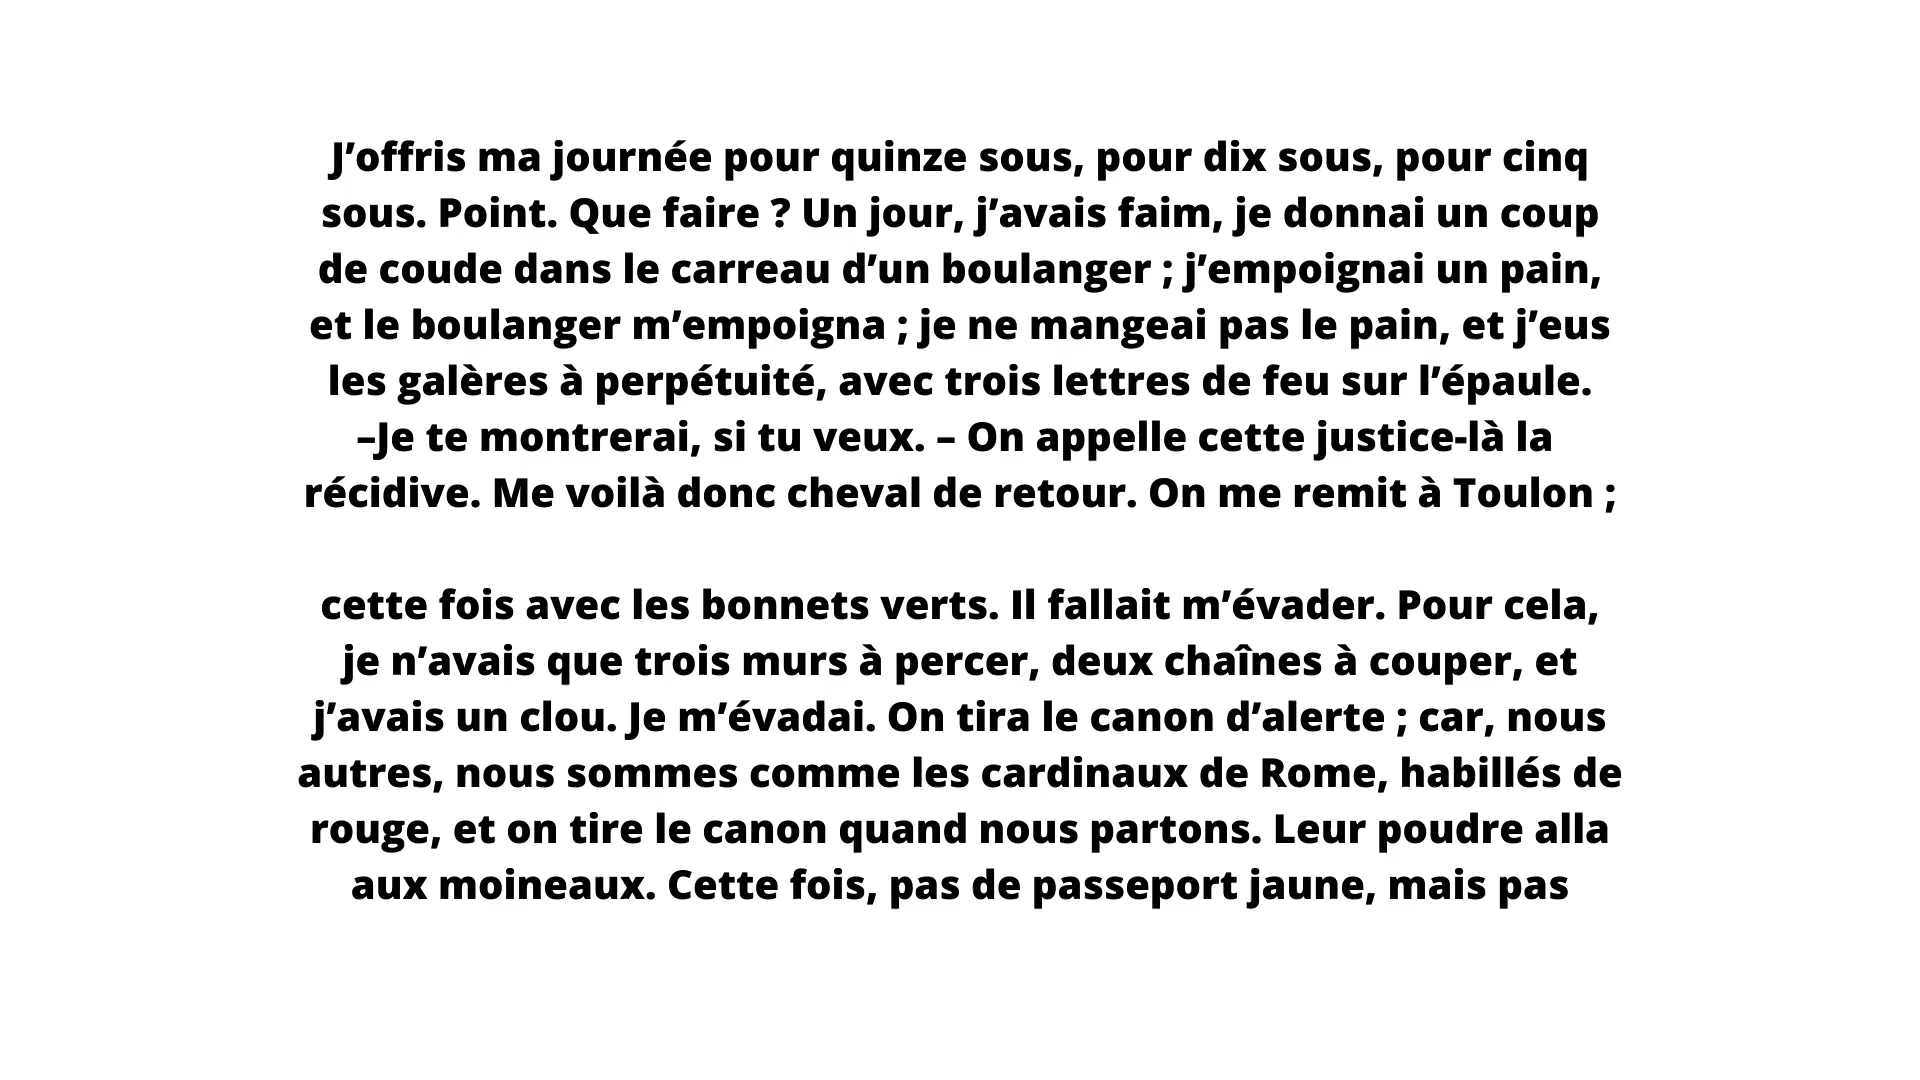 J’offris ma journée pour quinze sous, pour dix sous, pour cinq
sous. Point. Que faire ? Un jour, j’avais faim, je donnai un coup
de coude dans le carreau d’un boulanger ; j’empoignai un pain,
et le boulanger m’empoigna ; je ne mangeai pas le pain, et j’eus
les galères à perpétuité, avec trois lettres de feu sur l’épaule.
–Je te montrerai, si tu veux. – On appelle cette justice-là la
récidive. Me voilà donc cheval de retour. On me remit à Toulon ;
cette fois avec les bonnets verts. Il fallait m’évader. Pour cela,
je n’avais que trois murs à percer, deux chaînes à couper, et
j’avais un clou. Je m’évadai. On tira le canon d’alerte ; car, nous
autres, nous sommes comme les cardinaux de Rome, habillés de
rouge, et on tire le canon quand nous partons. Leur poudre alla
aux moineaux. Cette fois, pas de passeport jaune, mais pas